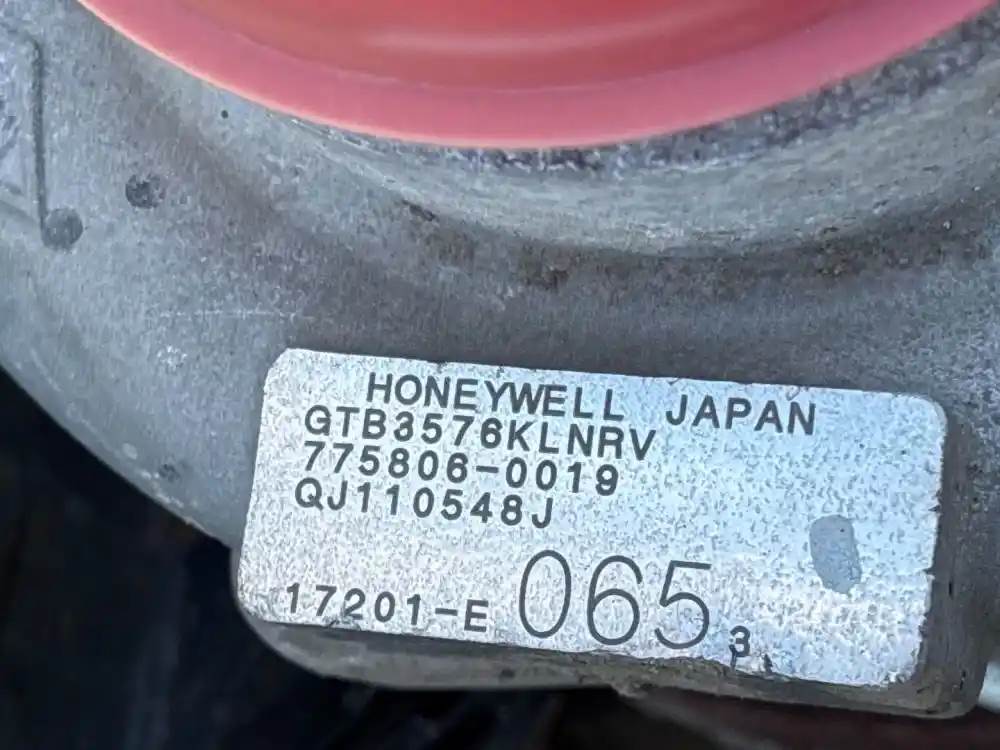 HONEYWELL JAPAN
GTB3576KLNRV
775806-0019
QJ110548J
17201-E 0653